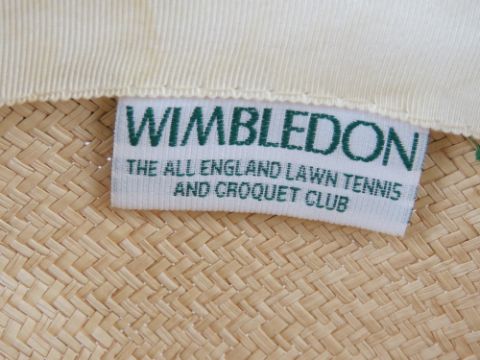 WIMBLEDON
THE ALL ENGLAND LAWN TENNIS
AND CROQUET CLUB